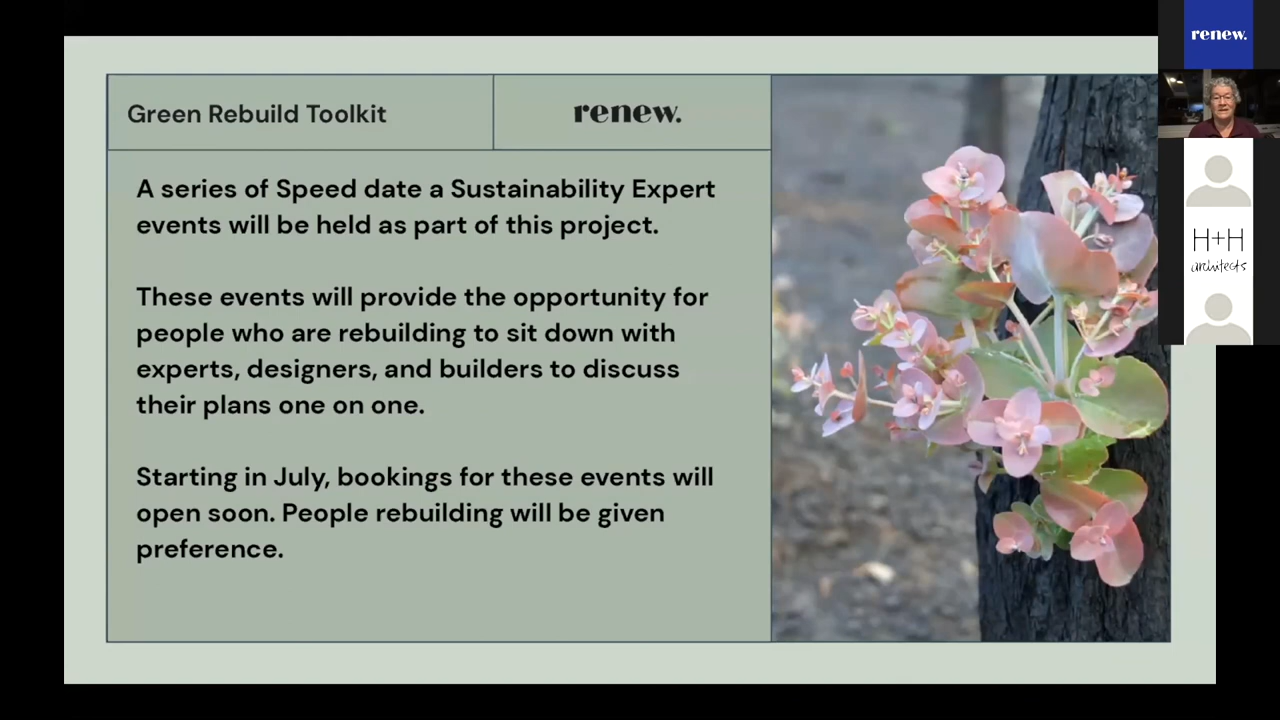 Green Rebuild Toolkit
renew.
A series of Speed date a Sustainability Expert
events will be held as part of this project.
These events will provide the opportunity for
people who are rebuilding to sit down with
experts, designers, and builders to discuss
their plans one on one.
Starting in July, bookings for these events will
open soon. People rebuilding will be given
preference.
renew.
H+H
architects